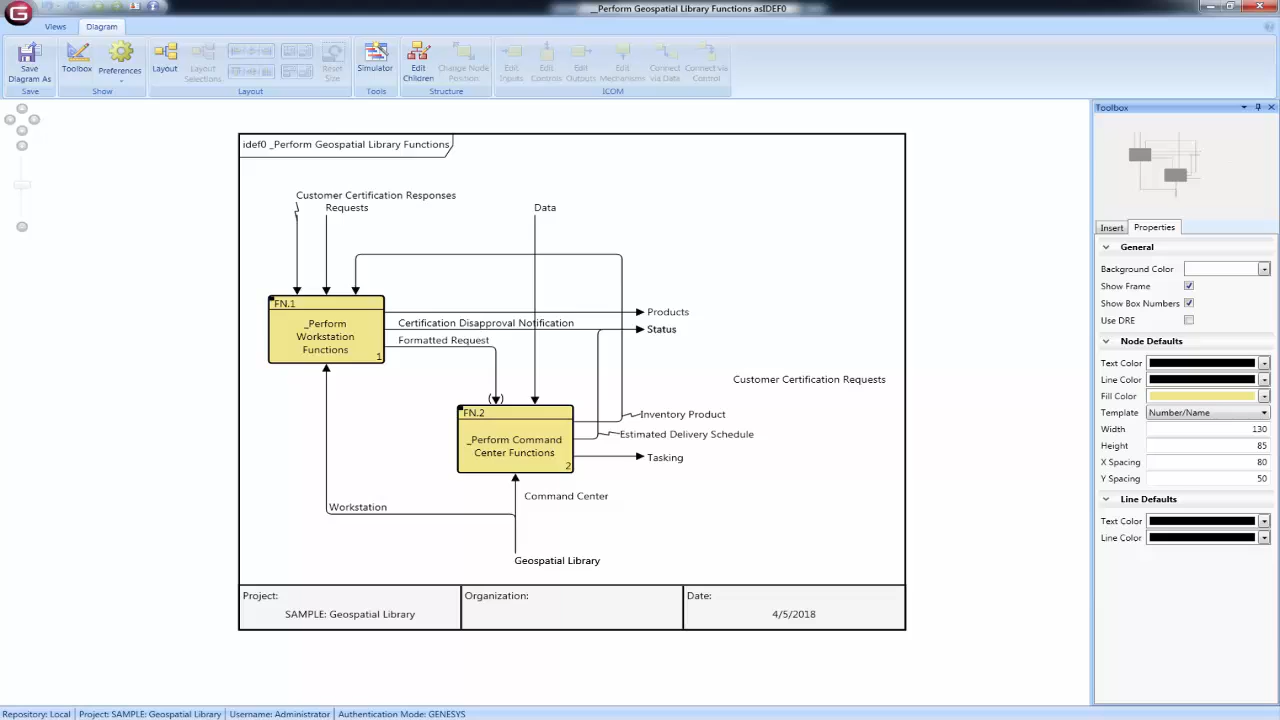 _Perform Geospatial Library Functions asIDEF0
G
Views
Diagram
Save Diagram As
Toolbox
Preferences
Layout
Layout Selections
Reset Size
Simulator
Edit Children
Change Node Position
Edit Inputs
Edit Controls
Edit Outputs
Edit Mechanisms
Connect via Data
Connect via Control
Save
Show
Layout
Tools
Structure
ICOM
Toolbox
idef0 _Perform Geospatial Library Functions
Customer Certification Responses
Requests
Data
FN.1
_Perform
Workstation
Functions
1
Products
Certification Disapproval Notification
Status
Formatted Request
Customer Certification Requests
( )
FN.2
_Perform Command
Center Functions
2
Inventory Product
Estimated Delivery Schedule
Tasking
Command Center
Workstation
Geospatial Library
Project:
SAMPLE: Geospatial Library
Organization:
Date:
4/5/2018
Insert
Properties
General
Background Color
Show Frame
Show Box Numbers
Use DRE
Node Defaults
Text Color
Line Color
Fill Color
Template Number/Name
Width 130
Height 85
X Spacing 80
Y Spacing 50
Line Defaults
Text Color
Line Color
Repository: Local
Project: SAMPLE: Geospatial Library
Username: Administrator
Authentication Mode: GENESYS